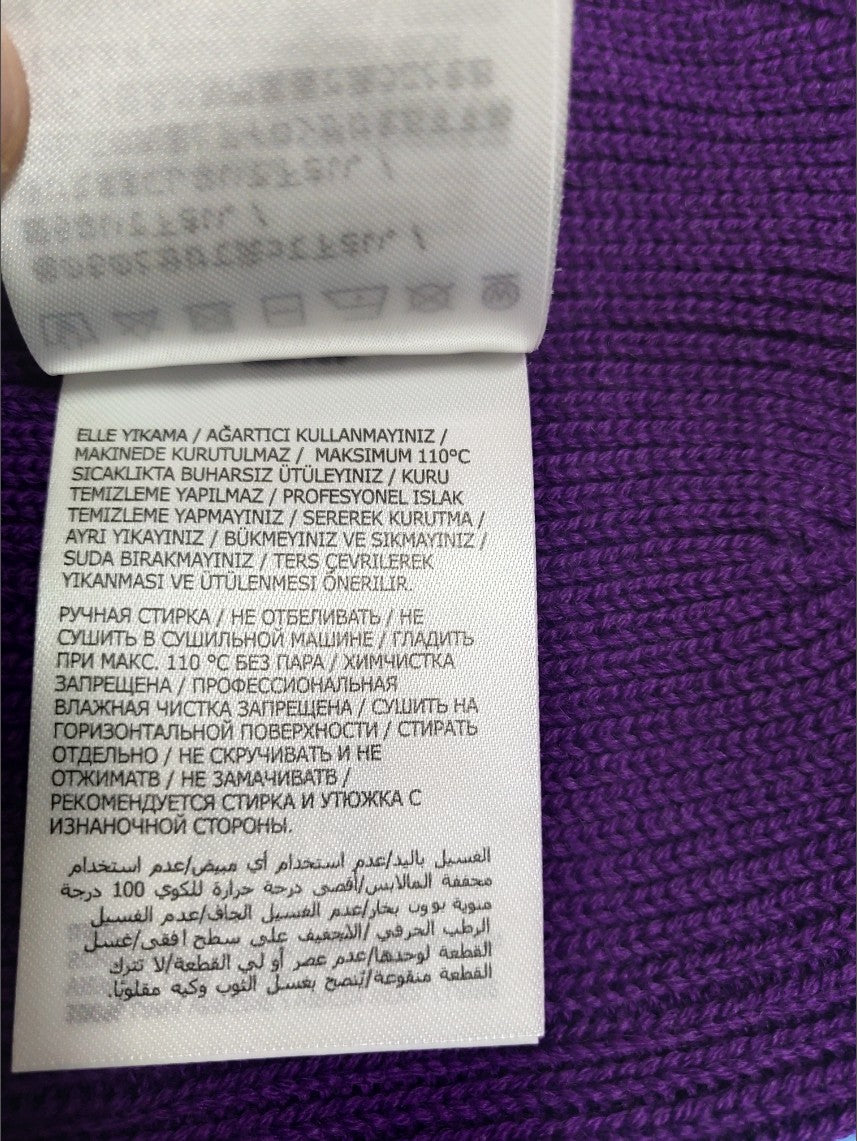 ELLE YIKAMA / AĞARTICI KULLANMAYINIZ /
MAKINEDE KURUTULMAZ / MAKSIMUM 110°C
SICAKLIKTA BUHARSIZ ÜTÜLEYINIZ / KURU
TEMIZLEME YAPILMAZ / PROFESYONEL ISLAK
TEMIZLEME YAPMAYINIZ / SEREREK KURUTMA /
AYRI YIKAYINIZ / BÜKMEYINIZ VE SIKMAYINIZ /
SUDA BIRAKMAYINIZ / TERS ÇEVRILEREK
YIKANMASI VE ÜTÜLENMESI ÖNERILIR.
РУЧНАЯ СТИРКА / НЕ ОТБЕЛИВАТЬ / НЕ
СУШИТЬ В СУШИЛЬНОЙ МАШИНЕ / ГЛАДИТЬ
ПРИ МАКС. 110 °C БЕЗ ПАРА / ХИМЧИСТКА
ЗАПРЕЩЕНА / ПРОФЕССИОНАЛЬНАЯ
ВЛАЖНАЯ ЧИСТКА ЗАПРЕЩЕНА / СУШИТЬ НА
ГОРИЗОНТАЛЬНОЙ ПОВЕРХНОСТИ / СТИРАТЬ
ОТДЕЛЬНО / НЕ СКРУЧИВАТЬ И НЕ
ОТЖИМАТВ / НЕ ЗАМАЧИВАТВ /
РЕКОМЕНДУЕТСЯ СТИРКА И УТЮЖКА С
ИЗНАНОЧНОЙ СТОРОНЫ.
الغسيل باليد/عدم استخدام أي مبيض/عدم استخدام
مجففة المالابس/أقصى درجة حرارة للكوي 100 درجة
مئوية بدون بخار/عدم الغسيل الجاف/عدم الغسيل
الرطب الحرفي /التجفيف على سطح افقى/غسل
القطعة لوحدها/عدم عصر أو لي القطعة/لا تترك
القطعة منقوعة/يُنصح بغسل الثوب وكيه مقلوبًا.